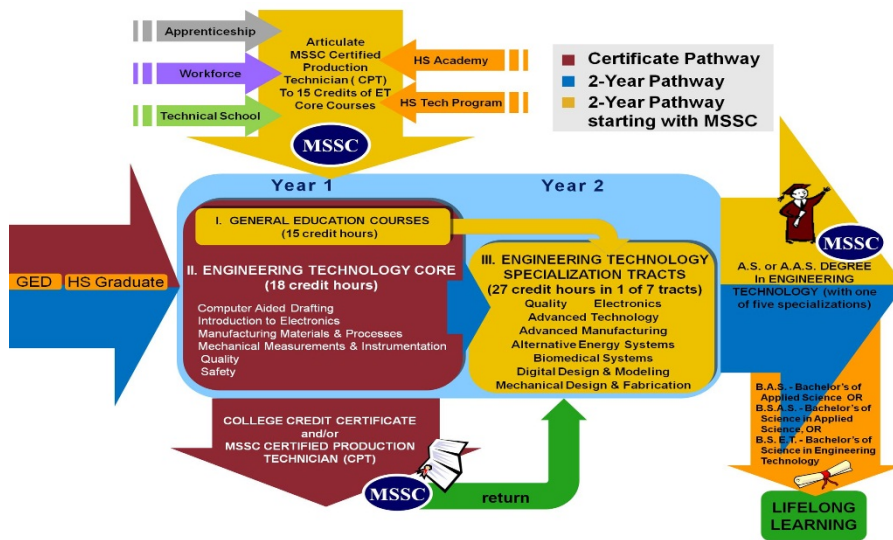 Apprenticeship
Workforce
Technical School
Articulate
MSSC Certified
Production
Technician ( CPT)
To 15 Credits of ET
Core Courses
HS Academy
HS Tech Program
MSSC
Certificate Pathway
2-Year Pathway
2-Year Pathway
starting with MSSC
Year 1
Year 2
GED
HS Graduate
I. GENERAL EDUCATION COURSES
(15 credit hours)
II. ENGINEERING TECHNOLOGY CORE
(18 credit hours)
Computer Aided Drafting
Introduction to Electronics
Manufacturing Materials & Processes
Mechanical Measurements & Instrumentation
Quality
Safety
III. ENGINEERING TECHNOLOGY
SPECIALIZATION TRACTS
(27 credit hours in 1 of 7 tracts)
Quality Electronics
Advanced Technology
Advanced Manufacturing
Alternative Energy Systems
Biomedical Systems
Digital Design & Modeling
Mechanical Design & Fabrication
MSSC
A.S. or A.A.S. DEGREE
In ENGINEERING
TECHNOLOGY (with one
of five specializations)
COLLEGE CREDIT CERTIFICATE
and/or
MSSC CERTIFIED PRODUCTION
TECHNICIAN (CPT)
MSSC
return
B.A.S. - Bachelor's of
Applied Science OR
B.S.A.S. - Bachelor's of
Science in Applied
Science, OR
B.S. E.T. - Bachelor's of
Science in Engineering
Technology
LIFELONG
LEARNING